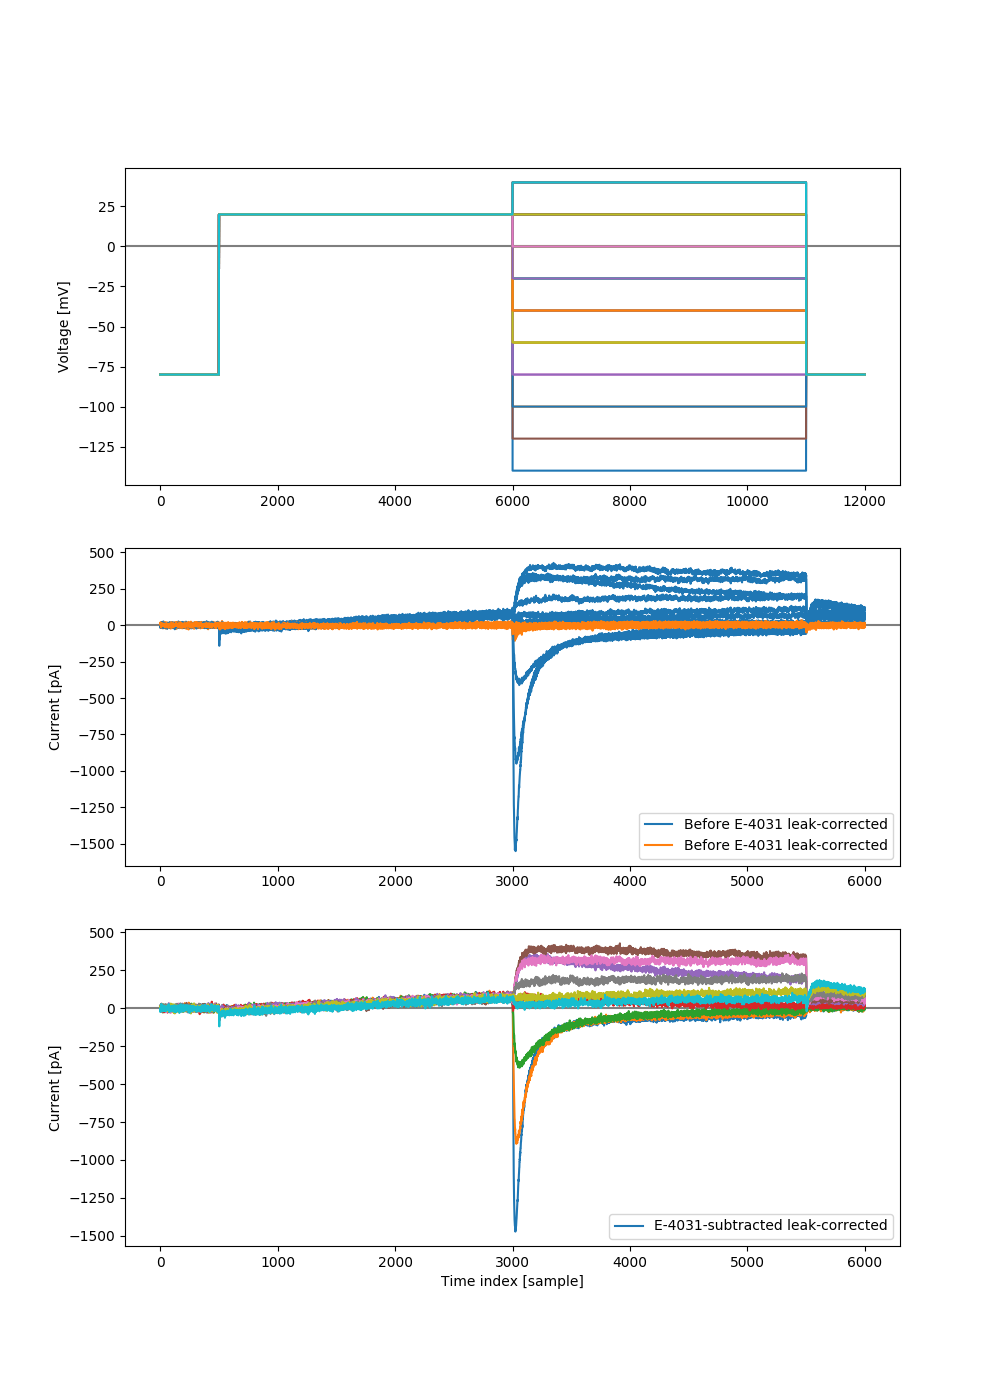 25
0
−25
−50
−75
−100
−125
Voltage [mV]
0 2000 4000 6000 8000 10000 12000
500
250
0
−250
−500
−750
−1000
−1250
−1500
Current [pA]
Before E-4031 leak-corrected
Before E-4031 leak-corrected
0 1000 2000 3000 4000 5000 6000
500
250
0
−250
−500
−750
−1000
−1250
−1500
Current [pA]
E-4031-subtracted leak-corrected
0 1000 2000 3000 4000 5000 6000
Time index [sample]